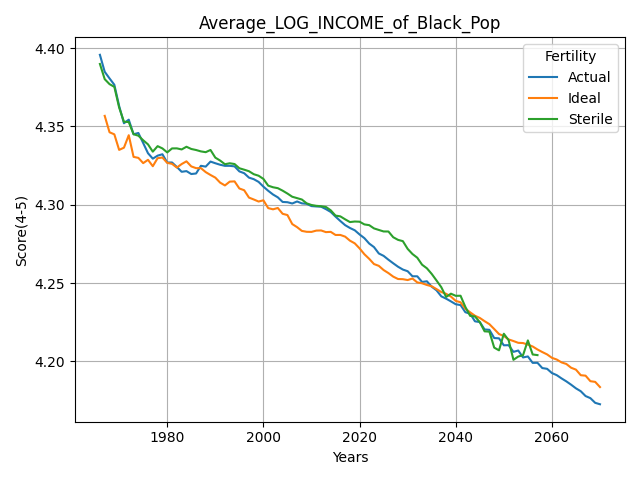 Average_LOG_INCOME_of_Black_Pop
Fertility
Actual
Ideal
Sterile
Score(4-5)
4.40
4.35
4.30
4.25
4.20
1980
2000
2020
2040
2060
Years